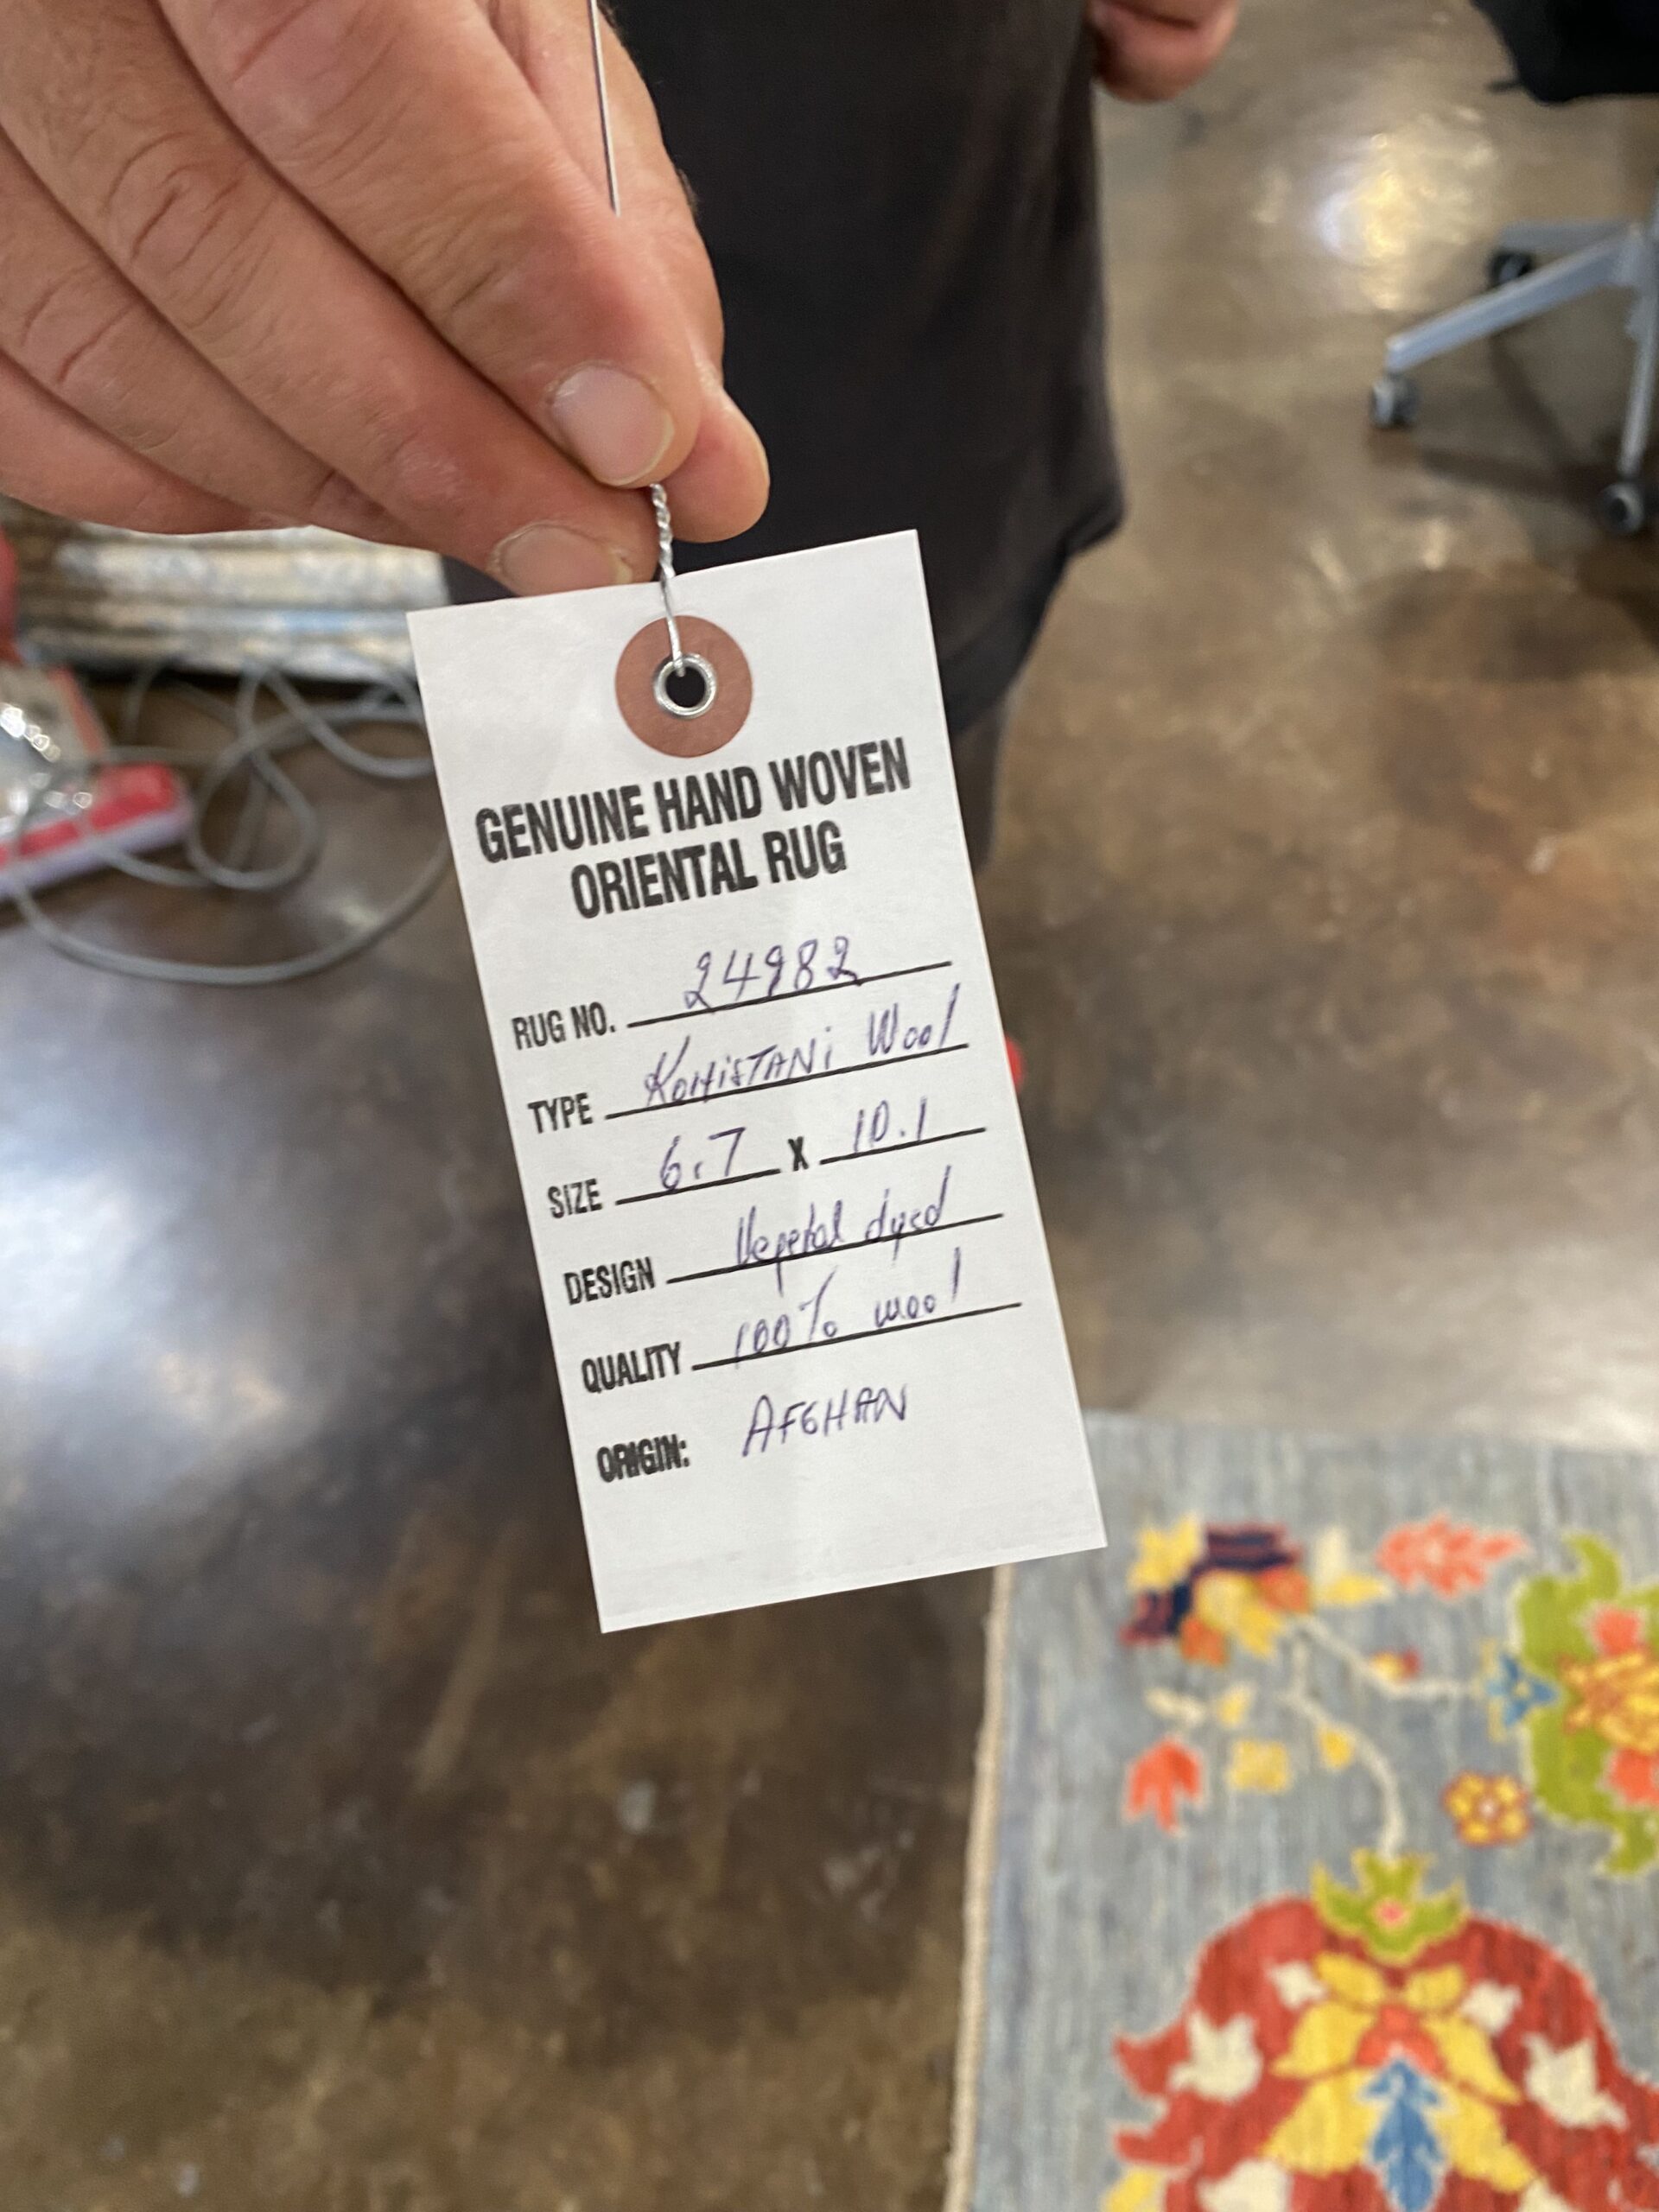 GENUINE HAND WOVEN
ORIENTAL RUG
RUG NO. 24982
TYPE KOHISTANi Wool
SIZE 6.7 X 10.1
DESIGN Vegetal dyed
QUALITY 100% wool
ORIGIN: AFGHAN